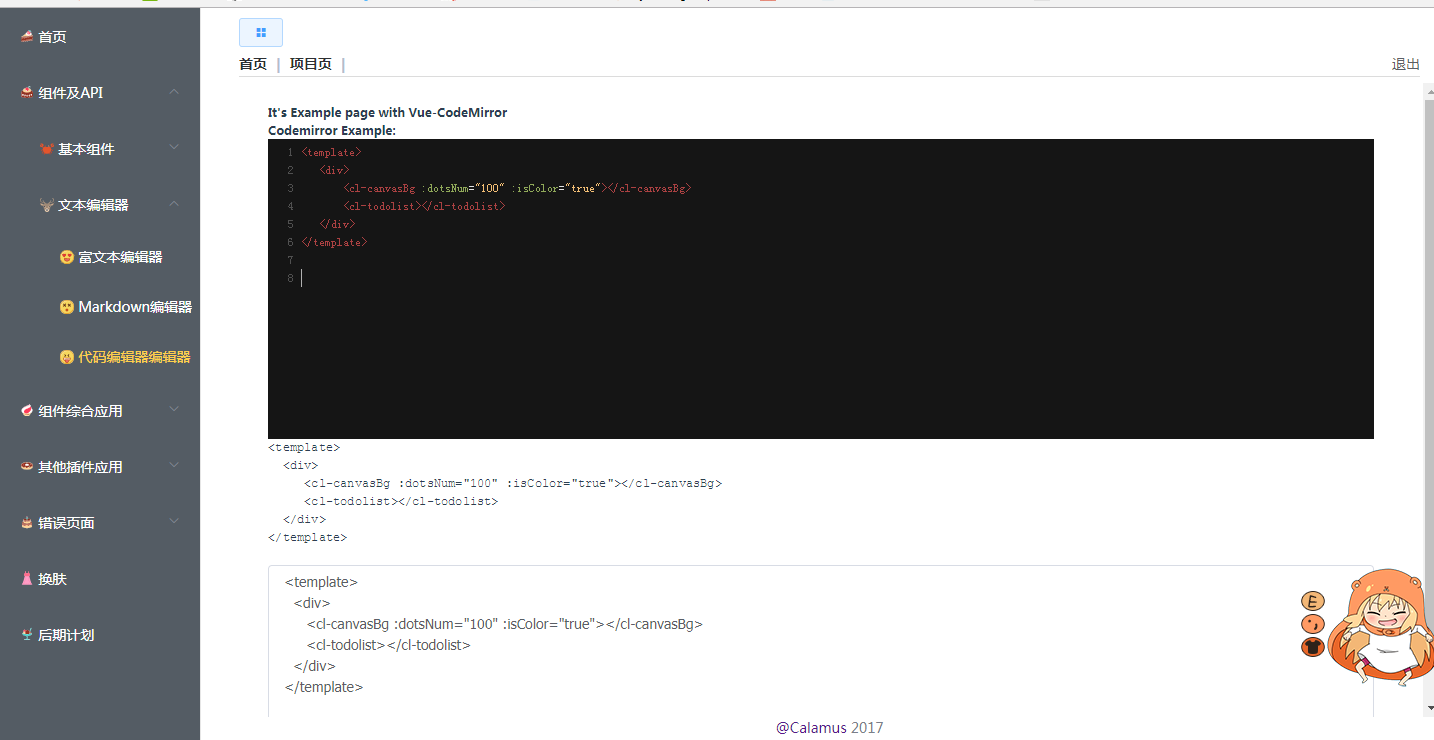 首页
组件及API
基本组件
文本编辑器
富文本编辑器
Markdown编辑器
代码编辑器编辑器
组件综合应用
其他插件应用
错误页面
换肤
后期计划
首页 | 项目页 |
退出
It's Example page with Vue-CodeMirror
Codemirror Example:
1 <template>
2 <div>
3 <cl-canvasBg :dotsNum="100" :isColor="true"></cl-canvasBg>
4 <cl-todolist></cl-todolist>
5 </div>
6 </template>
7
8
<template>
<div>
<cl-canvasBg :dotsNum="100" :isColor="true"></cl-canvasBg>
<cl-todolist></cl-todolist>
</div>
</template>
<template>
<div>
<cl-canvasBg :dotsNum="100" :isColor="true"></cl-canvasBg>
<cl-todolist></cl-todolist>
</div>
</template>
E
@Calamus 2017